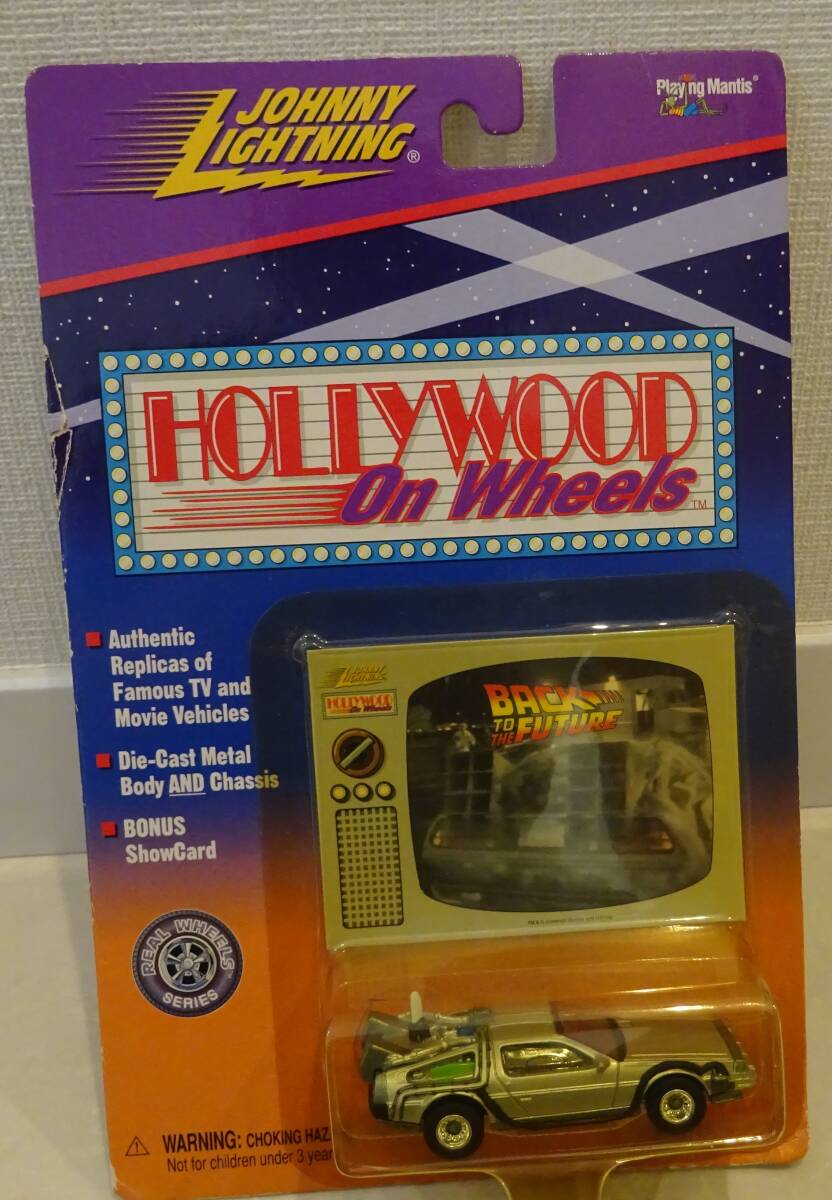 JOHNNY
LIGHTNING®
Playing Mantis®
HOLLYWOOD
On Wheels™
Authentic
Replicas of
Famous TV and
Movie Vehicles
Die-Cast Metal
Body AND Chassis
BONUS
ShowCard
JOHNNY
LIGHTNING
HOLLYWOOD
On Wheels
BACK
TO THE
FUTURE
REAL WHEELS
SERIES
WARNING: CHOKING HAZ
Not for children under 3 year